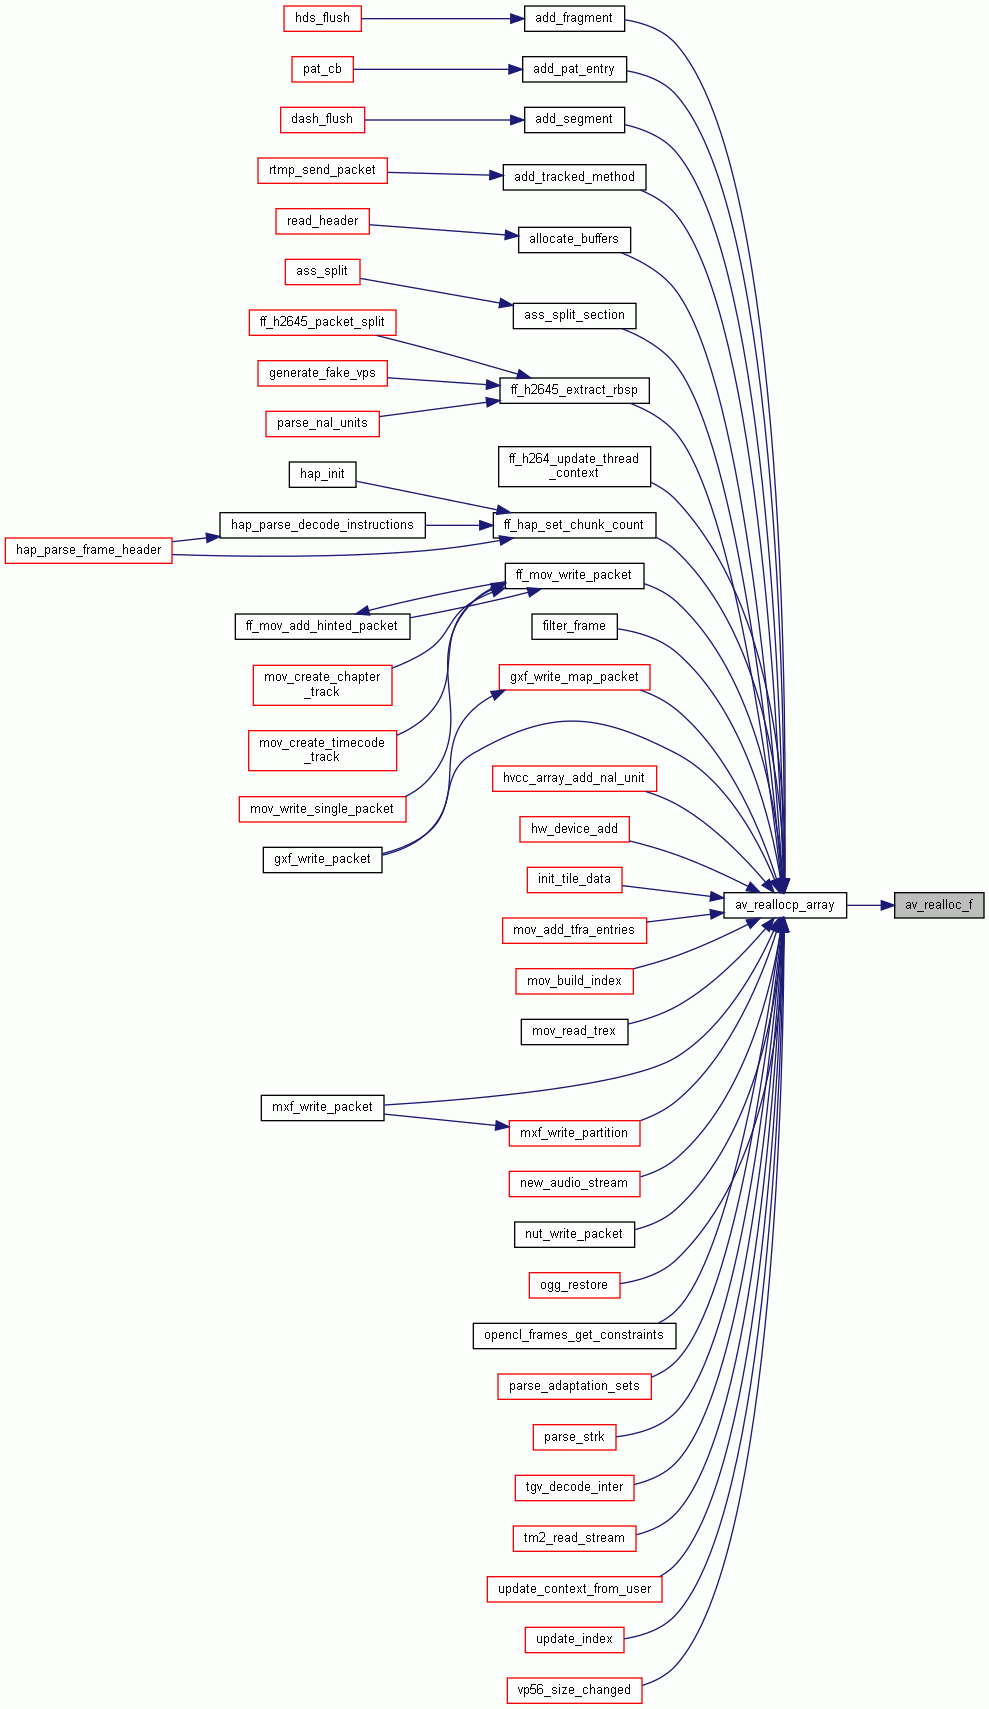 hds_flush
add_fragment
pat_cb
add_pat_entry
dash_flush
add_segment
rtmp_send_packet
add_tracked_method
read_header
allocate_buffers
ass_split
ass_split_section
ff_h2645_packet_split
generate_fake_vps
ff_h2645_extract_rbsp
parse_nal_units
ff_h264_update_thread
_context
hap_init
hap_parse_decode_instructions
ff_hap_set_chunk_count
hap_parse_frame_header
ff_mov_write_packet
ff_mov_add_hinted_packet
filter_frame
mov_create_chapter
_track
gxf_write_map_packet
mov_create_timecode
_track
hvcc_array_add_nal_unit
mov_write_single_packet
hw_device_add
gxf_write_packet
init_tile_data
av_reallocp_array
av_realloc_f
mov_add_tfra_entries
mov_build_index
mov_read_trex
mxf_write_packet
mxf_write_partition
new_audio_stream
nut_write_packet
ogg_restore
opencl_frames_get_constraints
parse_adaptation_sets
parse_strk
tgv_decode_inter
tm2_read_stream
update_context_from_user
update_index
vp56_size_changed